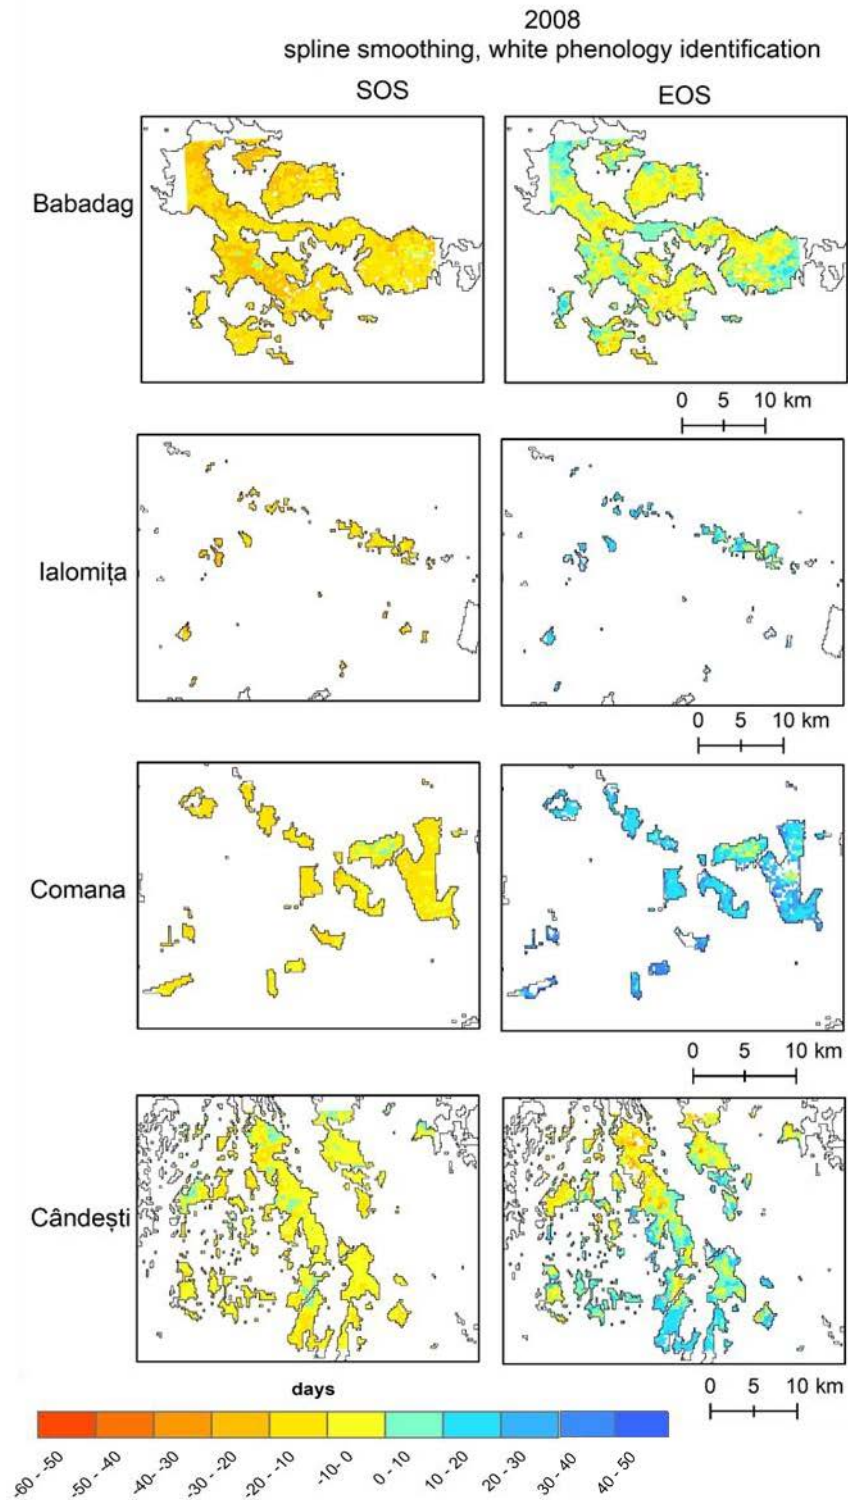 2008
spline smoothing, white phenology identification
SOS EOS
Babadag
0 5 10 km
Ialomița
0 5 10 km
Comana
0 5 10 km
Cândești
days
0 5 10 km
-60 - -50 -50 - -40 -40 - -30 -30 - -20 -20 - -10 -10 - 0 0 - 10 10 - 20 20 - 30 30 - 40 40 - 50